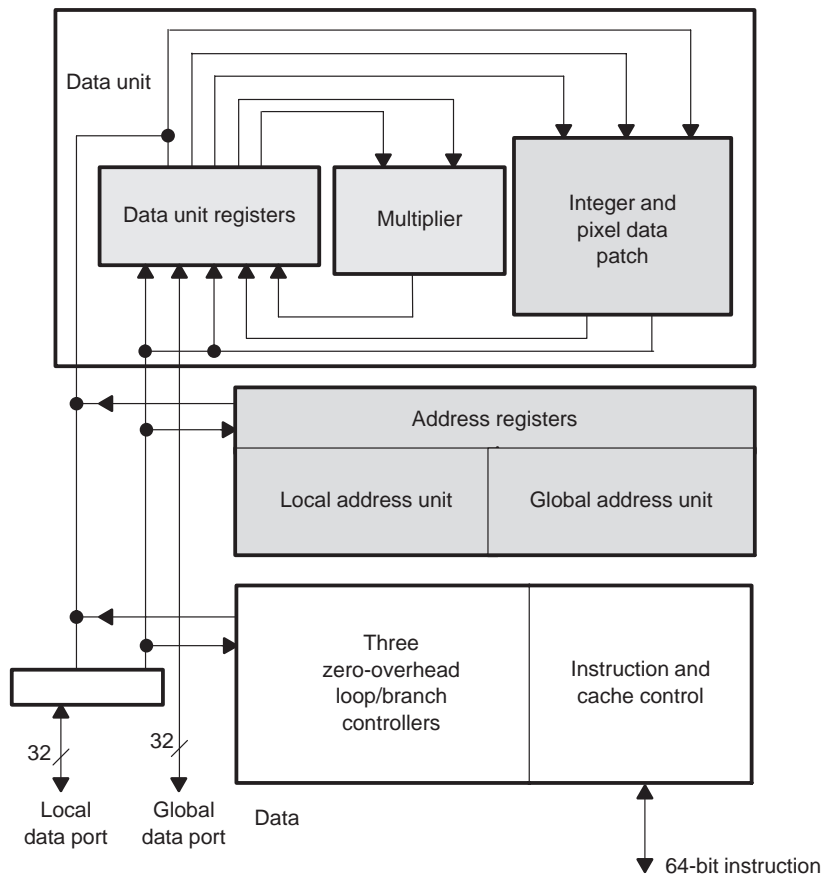 Data unit
Data unit registers
Multiplier
Integer and
pixel data
patch
Address registers
Local address unit
Global address unit
Three
zero-overhead
loop/branch
controllers
Instruction and
cache control
32
32
Local
data port
Global
data port
Data
64-bit instruction